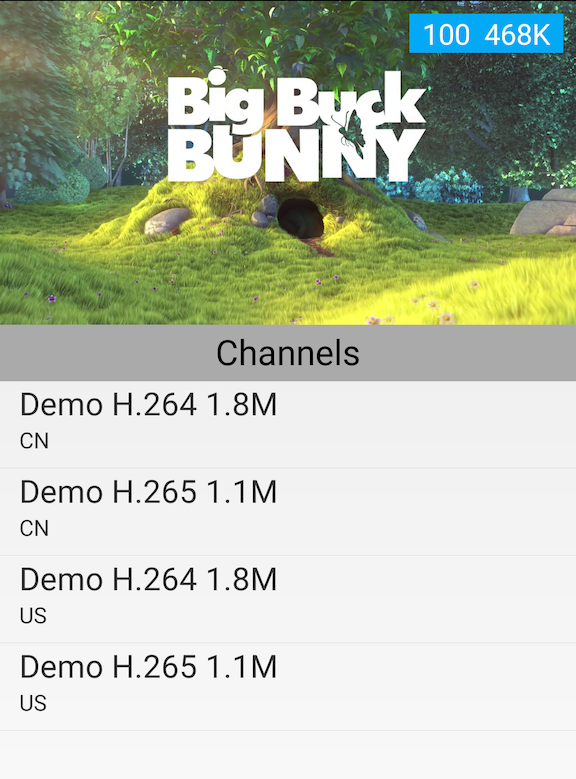 100 468K
Big Buck
BUNNY
Channels
Demo H.264 1.8M
CN
Demo H.265 1.1M
CN
Demo H.264 1.8M
US
Demo H.265 1.1M
US